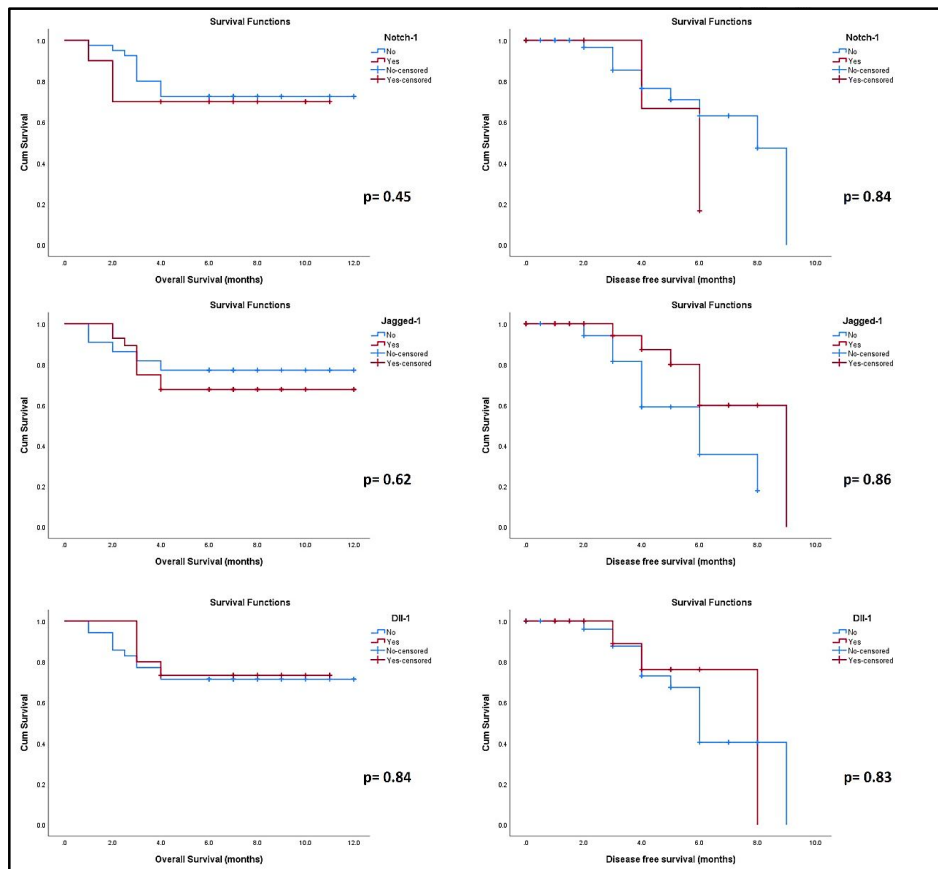 Survival Functions
Notch-1
No
Yes
No-censored
Yes-censored
Cum Survival
1.0
0.8
0.6
0.4
0.2
0.0
p= 0.45
.0 2.0 4.0 6.0 8.0 10.0 12.0
Overall Survival (months)
Survival Functions
Notch-1
No
Yes
No-censored
Yes-censored
Cum Survival
1.0
0.8
0.6
0.4
0.2
0.0
p= 0.84
.0 2.0 4.0 6.0 8.0 10.0
Disease free survival (months)
Survival Functions
Jagged-1
No
Yes
No-censored
Yes-censored
Cum Survival
1.0
0.8
0.6
0.4
0.2
0.0
p= 0.62
.0 2.0 4.0 6.0 8.0 10.0 12.0
Overall Survival (months)
Survival Functions
Jagged-1
No
Yes
No-censored
Yes-censored
Cum Survival
1.0
0.8
0.6
0.4
0.2
0.0
p= 0.86
.0 2.0 4.0 6.0 8.0 10.0
Disease free survival (months)
Survival Functions
Dll-1
No
Yes
No-censored
Yes-censored
Cum Survival
1.0
0.8
0.6
0.4
0.2
0.0
p= 0.84
.0 2.0 4.0 6.0 8.0 10.0 12.0
Overall Survival (months)
Survival Functions
Dll-1
No
Yes
No-censored
Yes-censored
Cum Survival
1.0
0.8
0.6
0.4
0.2
0.0
p= 0.83
.0 2.0 4.0 6.0 8.0 10.0
Disease free survival (months)